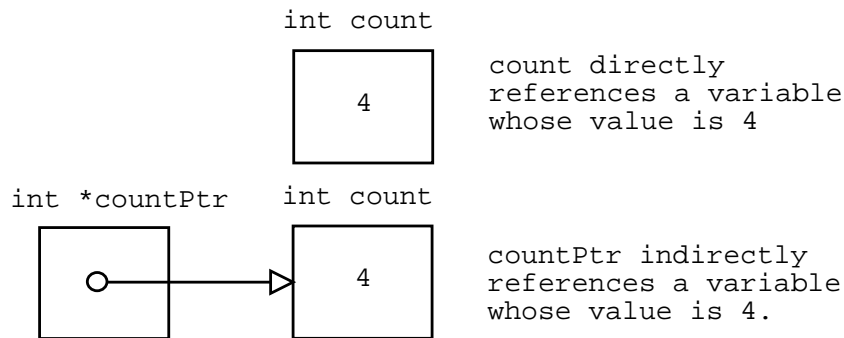 int count
4
count directly
references a variable
whose value is 4
int *countPtr
int count
4
countPtr indirectly
references a variable
whose value is 4.